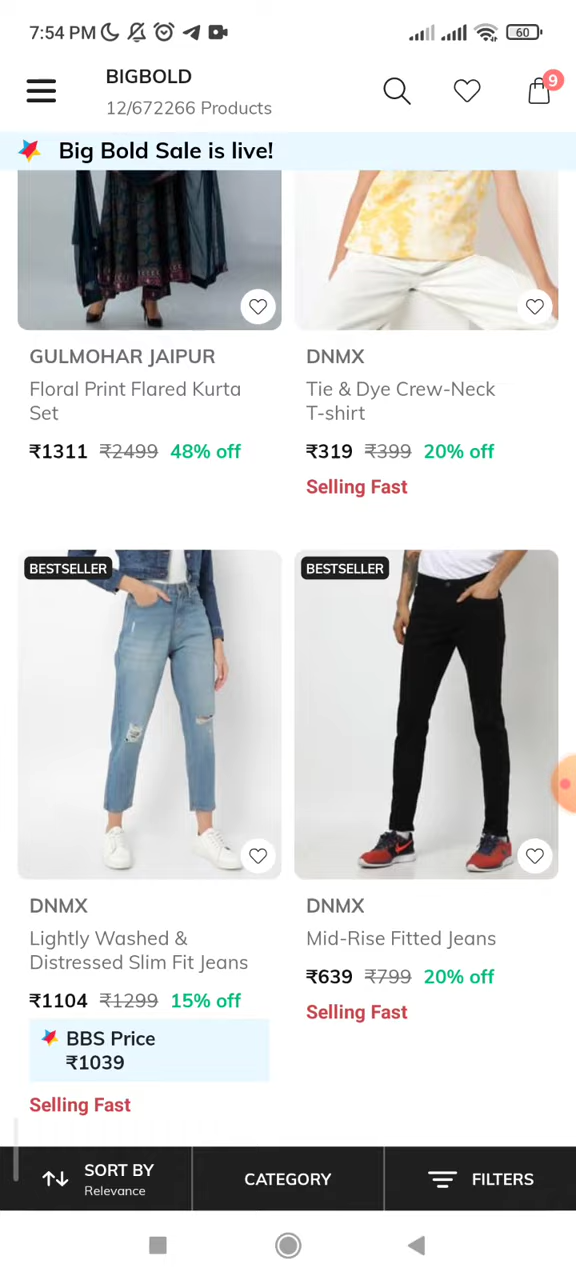 7:54 PM
60
BIGBOLD
12/672266 Products
9
Big Bold Sale is live!
GULMOHAR JAIPUR
Floral Print Flared Kurta
Set
₹1311 ₹2499 48% off
DNMX
Tie & Dye Crew-Neck
T-shirt
₹319 ₹399 20% off
Selling Fast
BESTSELLER
BESTSELLER
DNMX
Lightly Washed &
Distressed Slim Fit Jeans
₹1104 ₹1299 15% off
BBS Price
₹1039
Selling Fast
DNMX
Mid-Rise Fitted Jeans
₹639 ₹799 20% off
Selling Fast
SORT BY
Relevance
CATEGORY
FILTERS